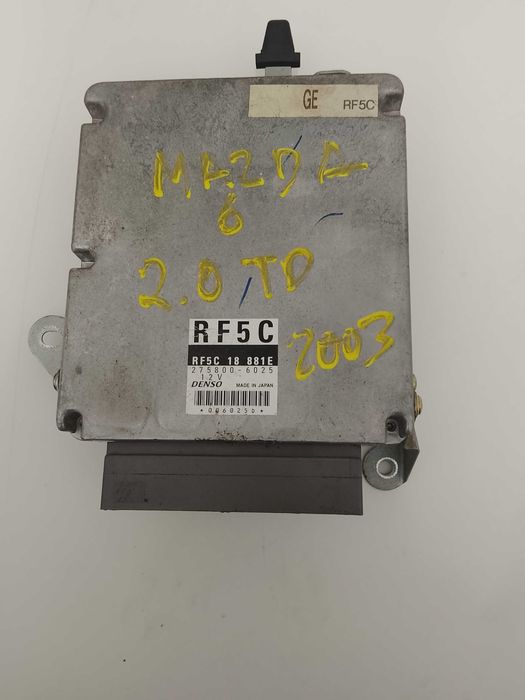 GE RF5C
MAZDA
6
2.0 TD
2003
RF5C
RF5C 18 881E
275800-6025
12V
DENSO MADE IN JAPAN
*006025b*